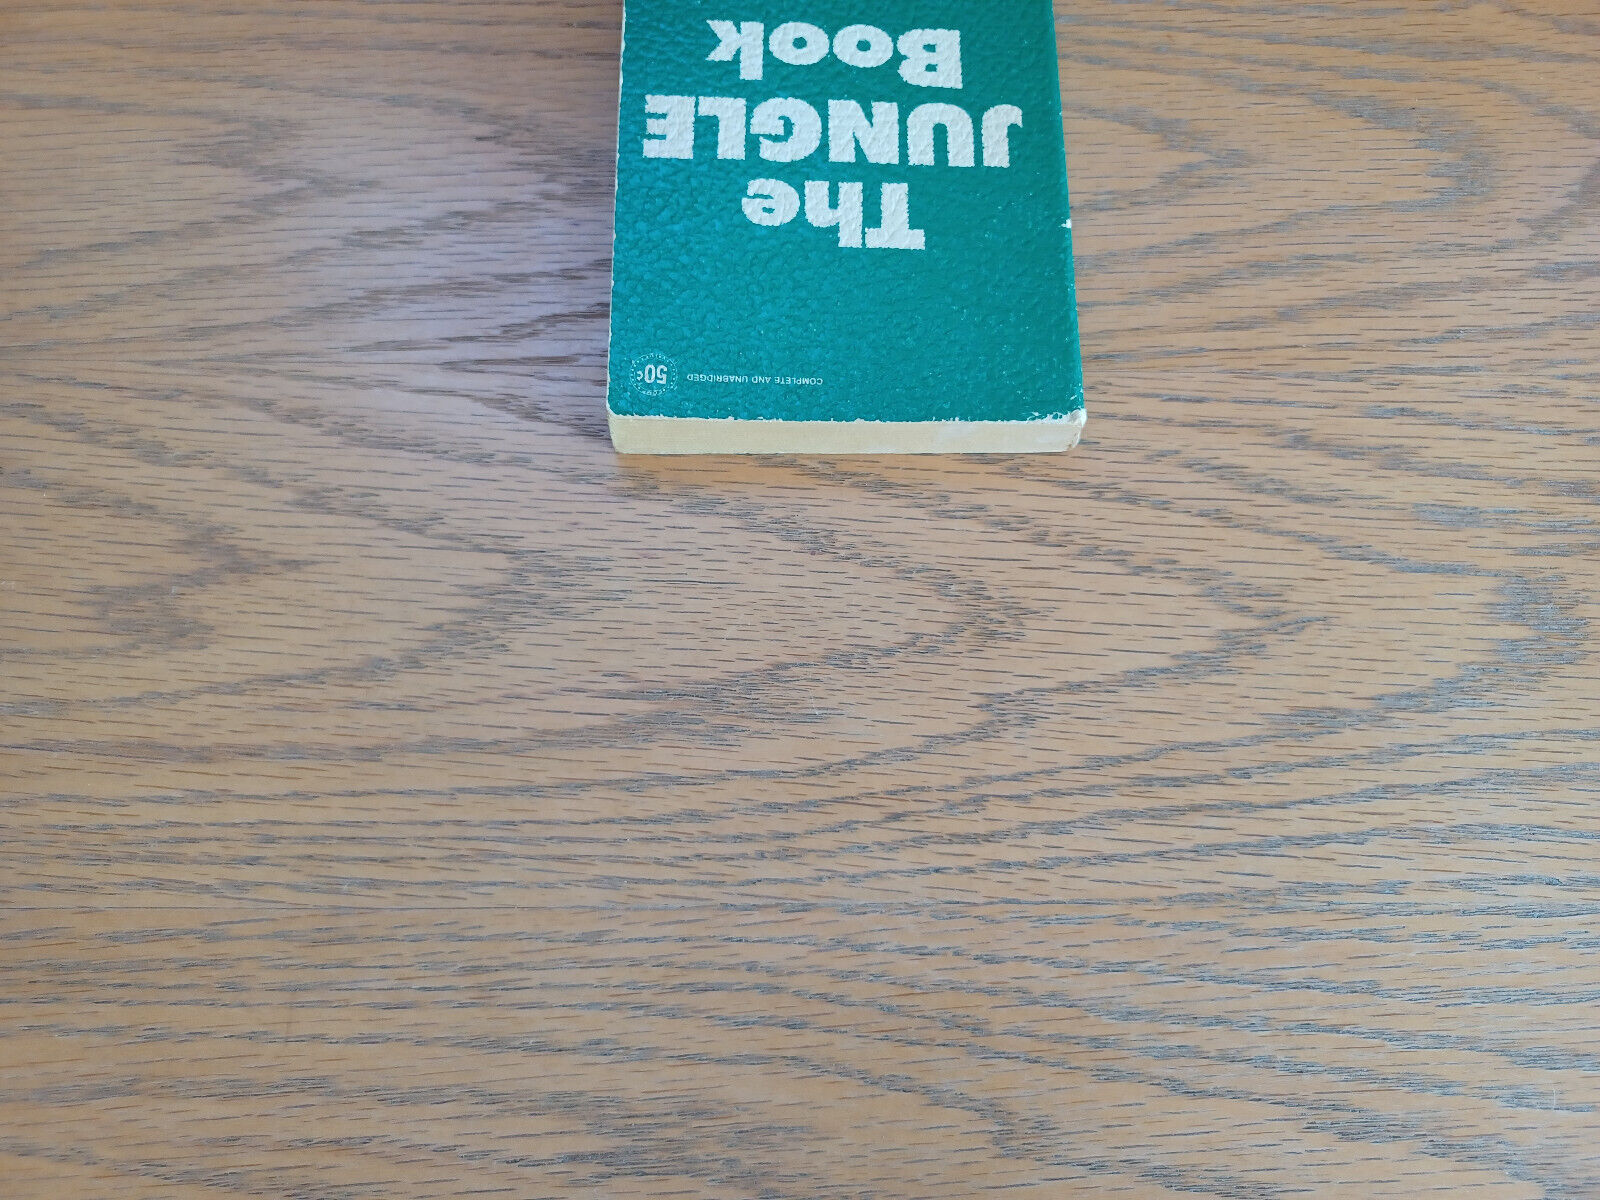 COMPLETE AND UNABRIDGED
50¢
The
JUNGLE
Book